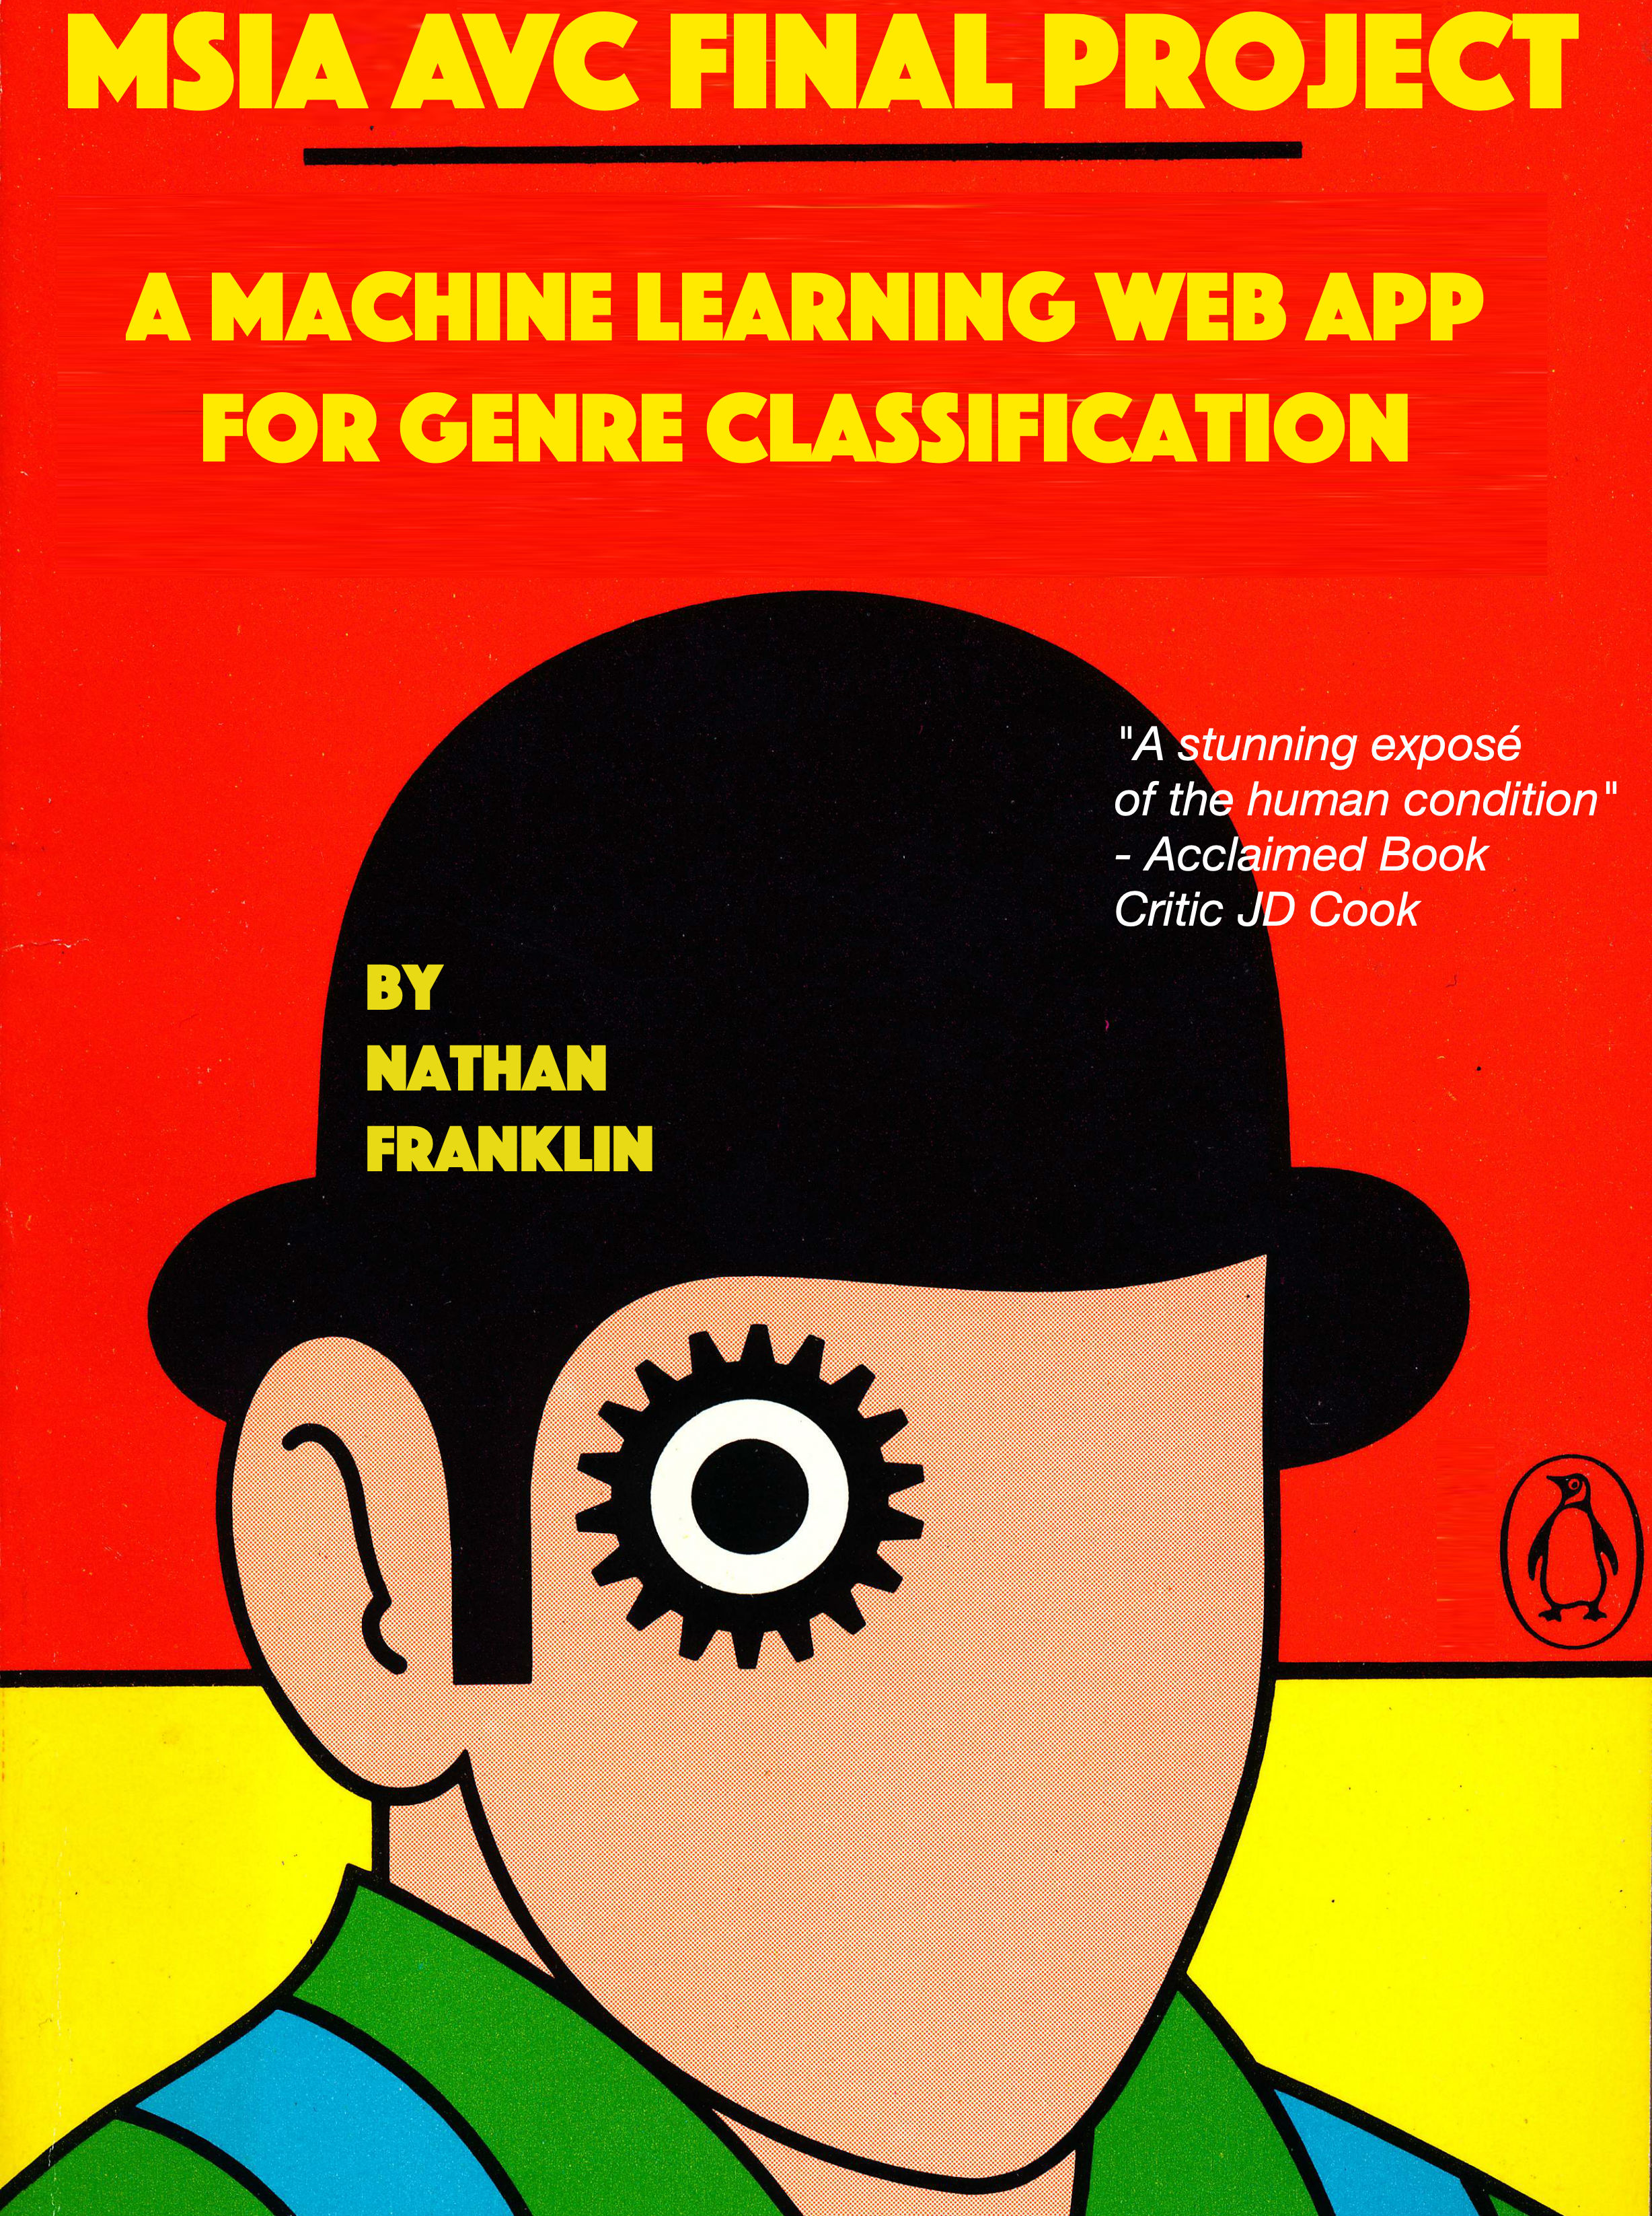 MSIA AVC FINAL PROJECT
A MACHINE LEARNING WEB APP
FOR GENRE CLASSIFICATION
"A stunning exposé
of the human condition"
- Acclaimed Book
Critic JD Cook
BY
NATHAN
FRANKLIN